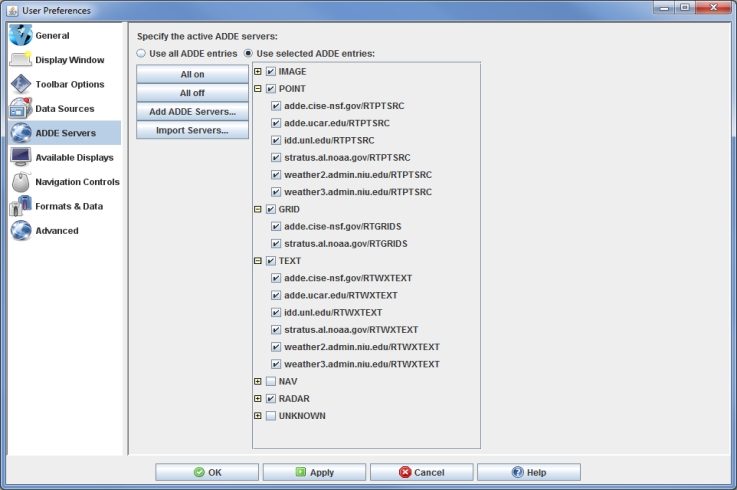 User Preferences
General
Display Window
Toolbar Options
Data Sources
ADDE Servers
Available Displays
Navigation Controls
Formats & Data
Advanced
Specify the active ADDE servers:
Use all ADDE entries Use selected ADDE entries:
All on
All off
Add ADDE Servers...
Import Servers...
IMAGE
POINT
adde.cise-nsf.gov/RTPTSRC
adde.ucar.edu/RTPTSRC
idd.unl.edu/RTPTSRC
stratus.al.noaa.gov/RTPTSRC
weather2.admin.niu.edu/RTPTSRC
weather3.admin.niu.edu/RTPTSRC
GRID
adde.cise-nsf.gov/RTGRIDS
stratus.al.noaa.gov/RTGRIDS
TEXT
adde.cise-nsf.gov/RTWXTEXT
adde.ucar.edu/RTWXTEXT
idd.unl.edu/RTWXTEXT
stratus.al.noaa.gov/RTWXTEXT
weather2.admin.niu.edu/RTWXTEXT
weather3.admin.niu.edu/RTWXTEXT
NAV
RADAR
UNKNOWN
OK Apply Cancel Help